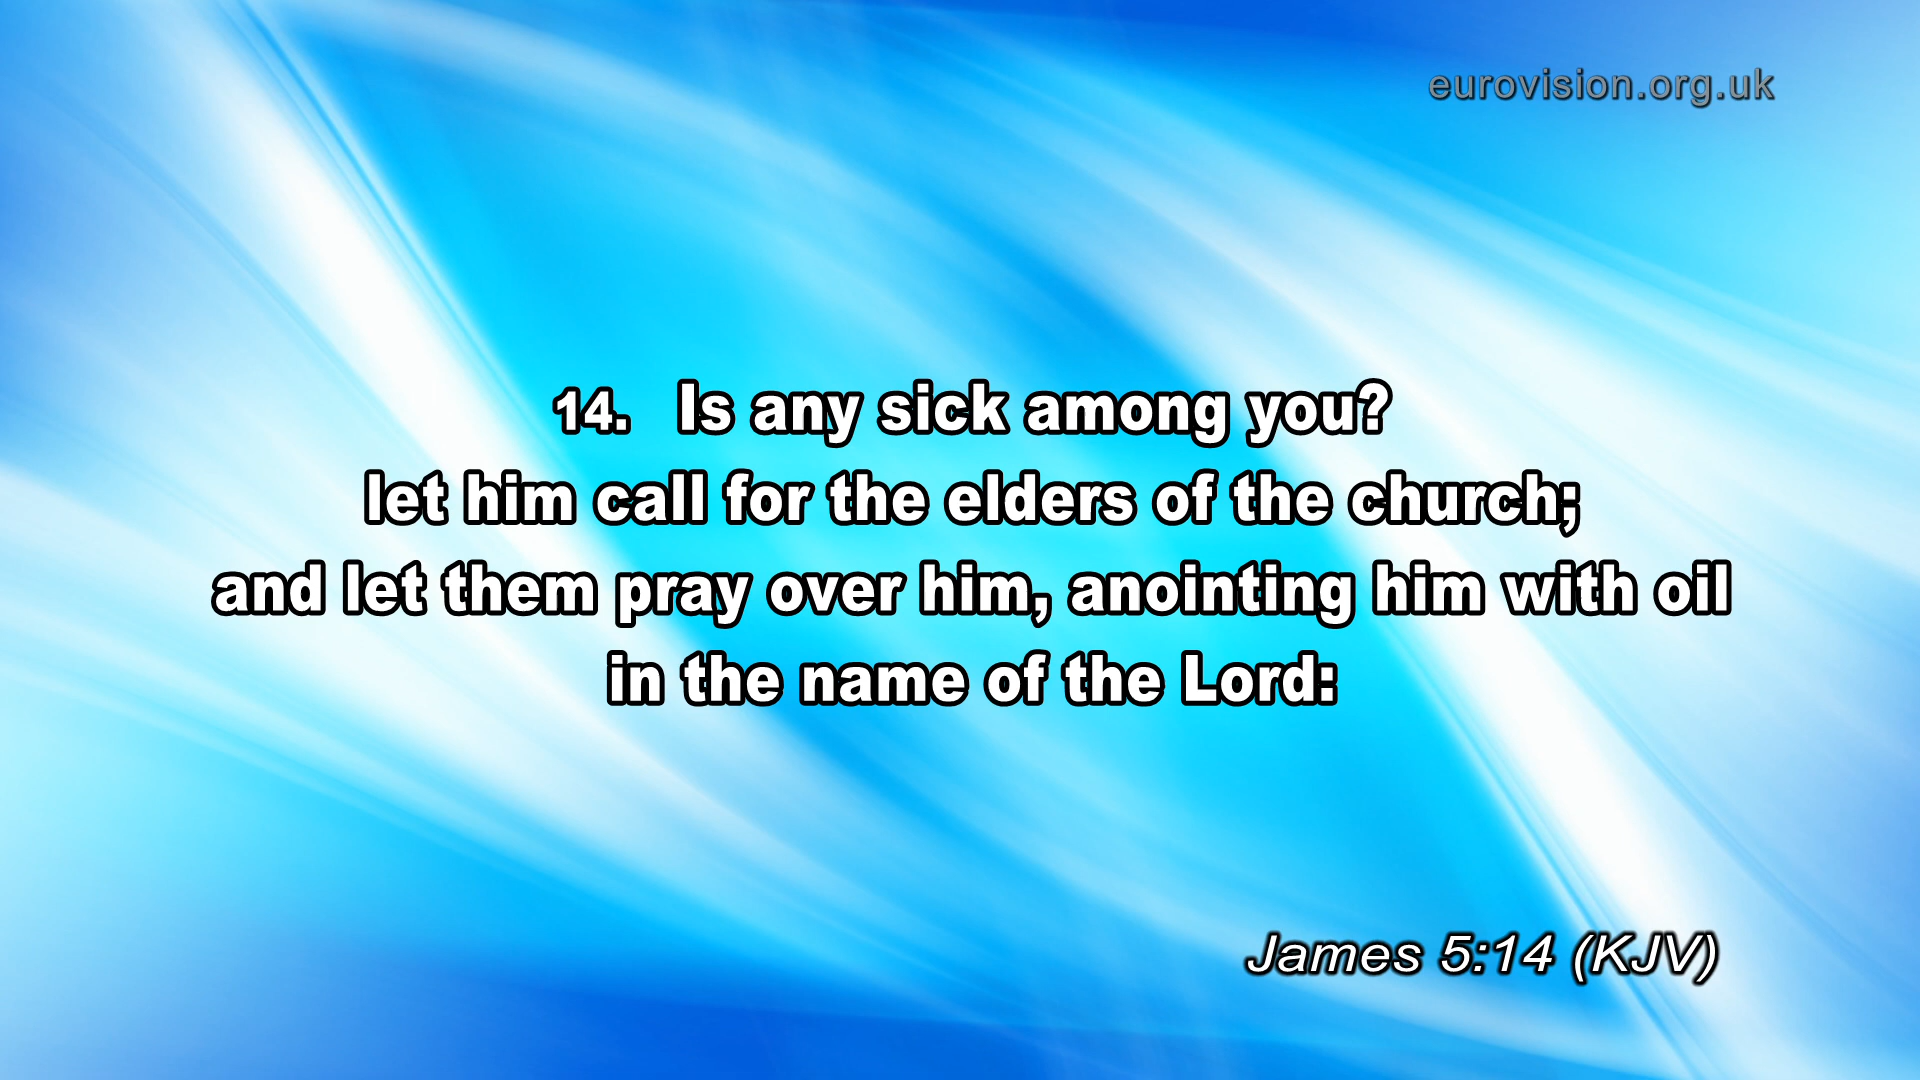 eurovision.org.uk
14. Is any sick among you?
let him call for the elders of the church;
and let them pray over him, anointing him with oil
in the name of the Lord:
James 5:14 (KJV)